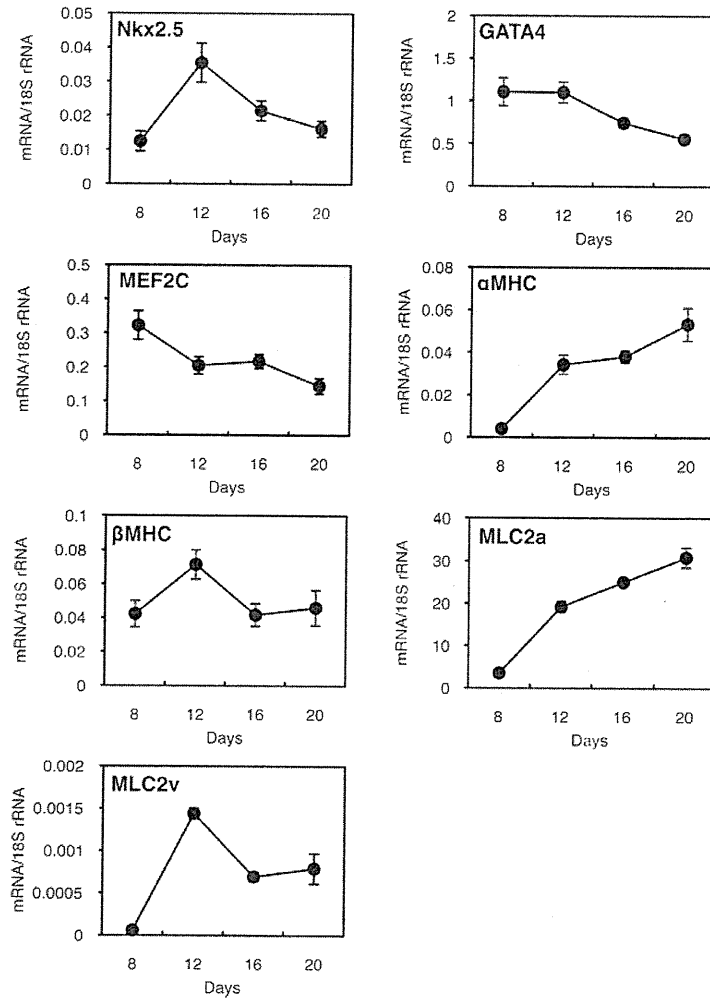 Nkx2.5
mRNA/18S rRNA
0.05
0.04
0.03
0.02
0.01
0
8 12 16 20
Days
GATA4
mRNA/18S rRNA
2
1.5
1
0.5
0
8 12 16 20
Days
MEF2C
mRNA/18S rRNA
0.5
0.4
0.3
0.2
0.1
0
8 12 16 20
Days
αMHC
mRNA/18S rRNA
0.08
0.06
0.04
0.02
0
8 12 16 20
Days
βMHC
mRNA/18S rRNA
0.1
0.08
0.06
0.04
0.02
0
8 12 16 20
Days
MLC2a
mRNA/18S rRNA
40
30
20
10
0
8 12 16 20
Days
MLC2v
mRNA/18S rRNA
0.002
0.0015
0.001
0.0005
0
8 12 16 20
Days